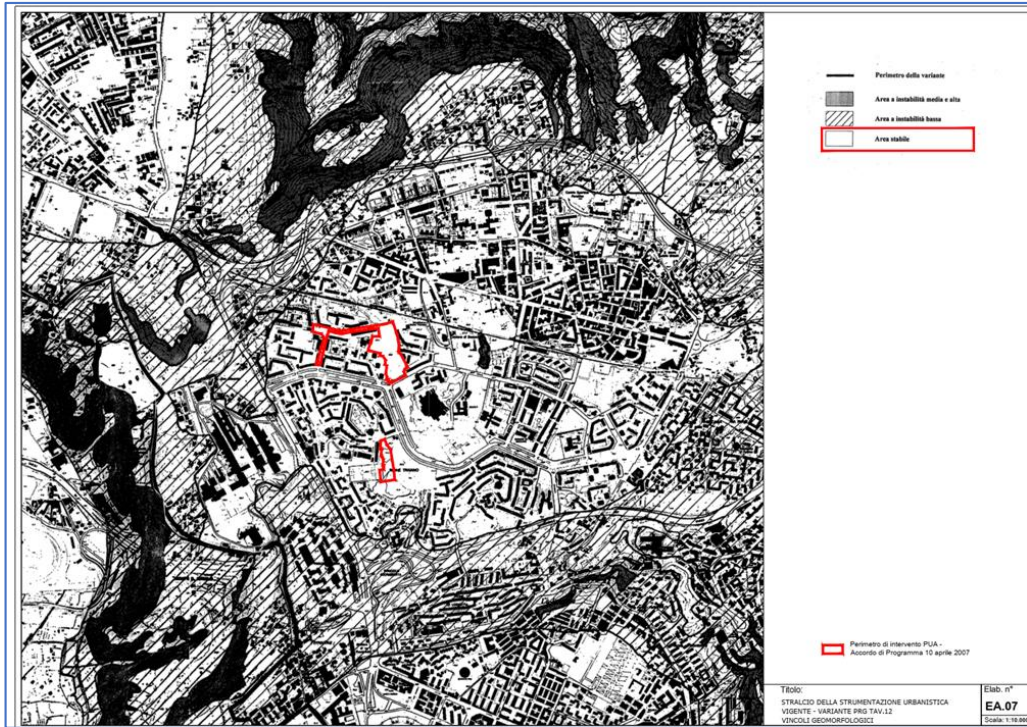 Perimetro della variante
Area a instabilità media e alta
Area a instabilità bassa
Area stabile
Perimetro di intervento PUA -
Accordo di Programma 10 aprile 2007
Titolo:
STRALCIO DELLA STRUMENTAZIONE URBANISTICA
VIGENTE - VARIANTE PRG TAV.12
VINCOLI GEOMORFOLOGICI
Elab. n°
EA.07